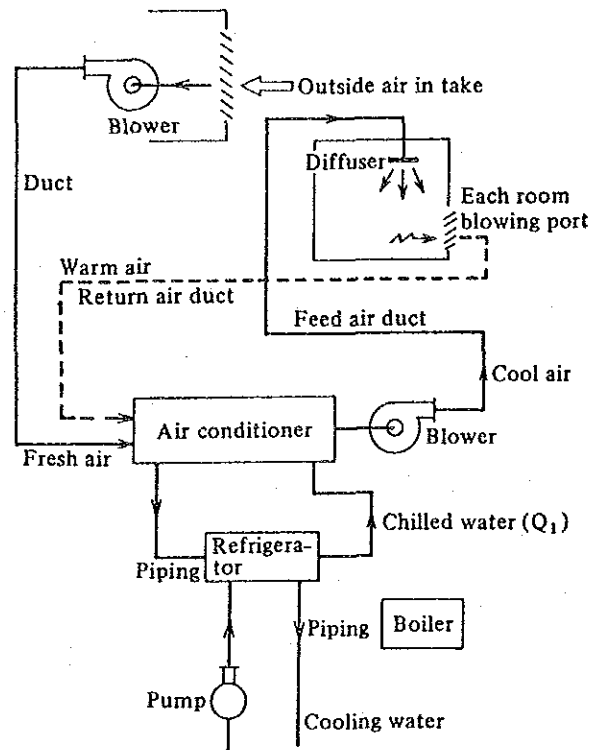 Outside air in take
Blower
Duct
Diffuser
Each room
blowing port
Warm air
Return air duct
Feed air duct
Cool air
Air conditioner
Blower
Fresh air
Chilled water (Q₁)
Refrigera-
tor
Piping
Piping
Boiler
Pump
Cooling water